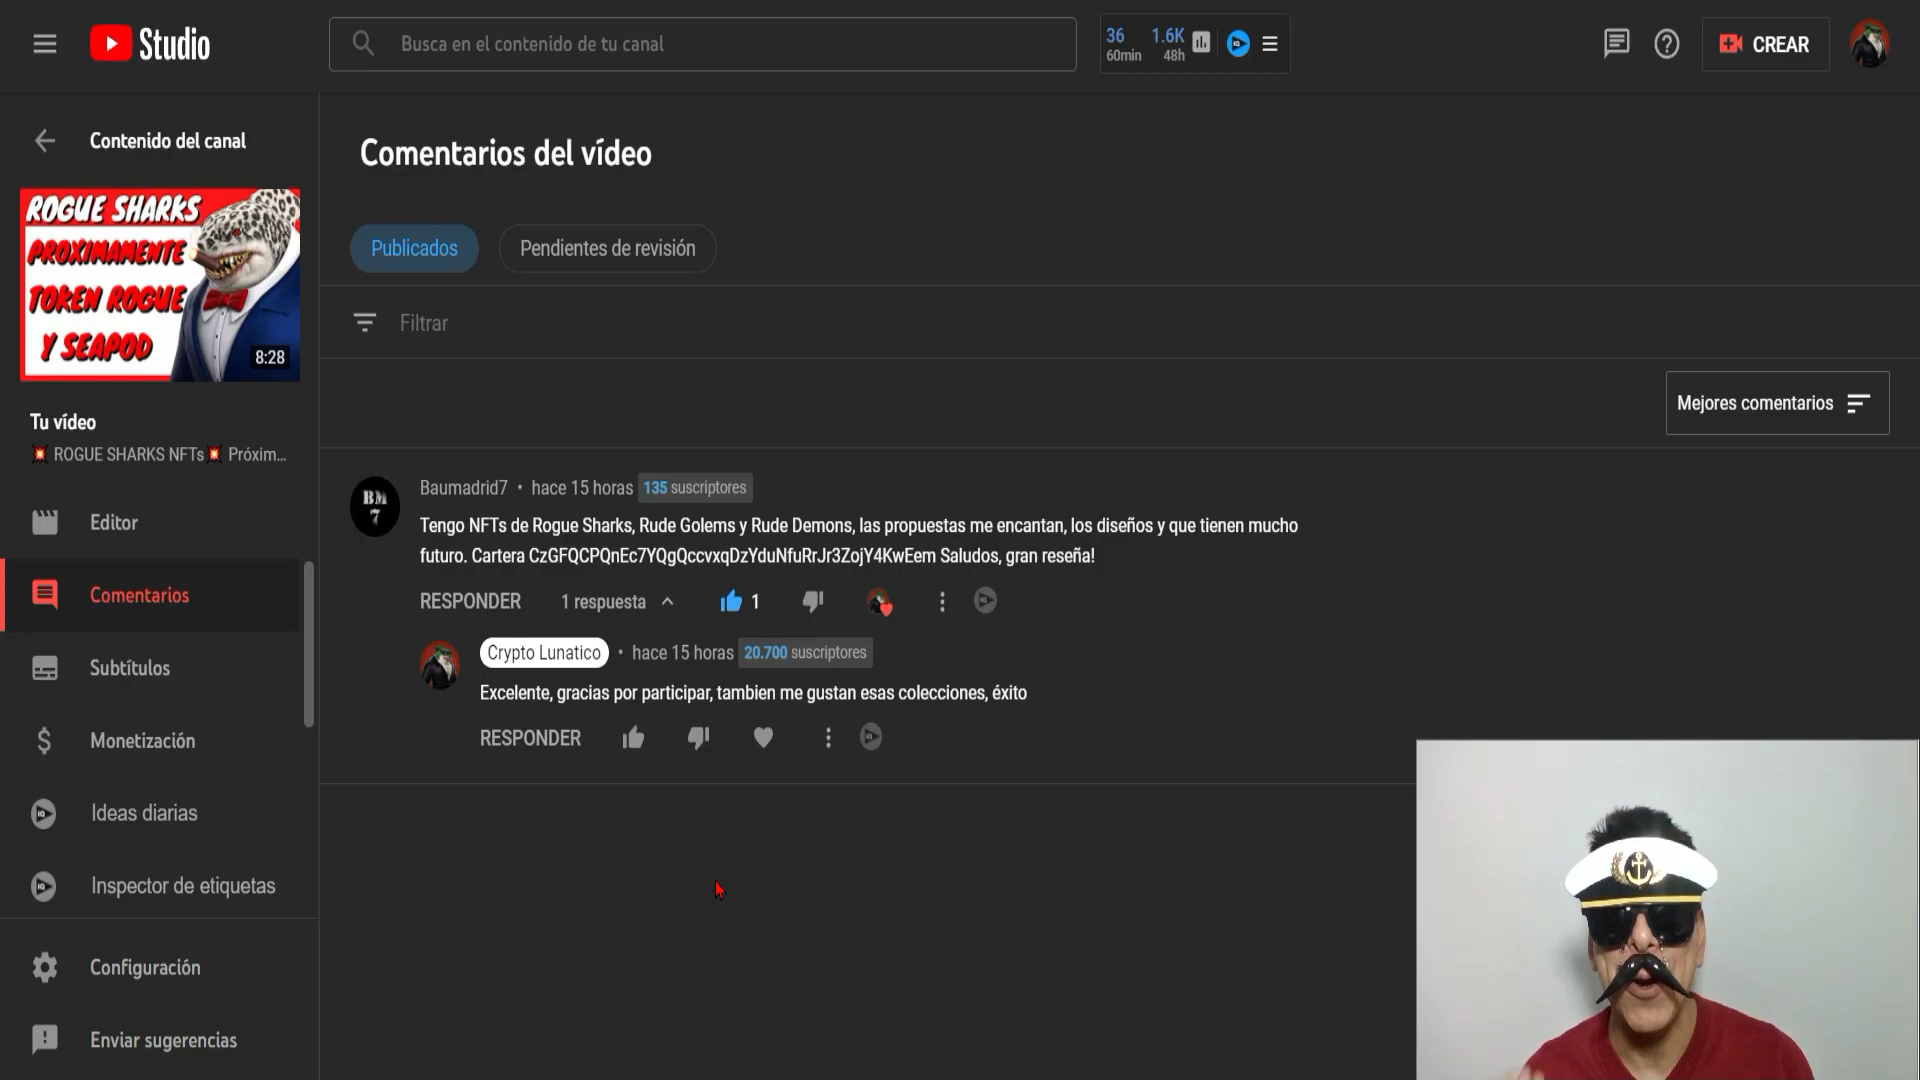 Studio
Busca en el contenido de tu canal
36
60min
1.6K
48h
CREAR
Contenido del canal
ROGUE SHARKS
PROXIMAMENTE
TOKEN ROGUE
Y SEAPOD
8:28
Tu vídeo
ROGUE SHARKS NFTs Próxim...
Editor
Comentarios
Subtítulos
Monetización
Ideas diarias
Inspector de etiquetas
Configuración
Enviar sugerencias
Comentarios del vídeo
Publicados
Pendientes de revisión
Filtrar
Mejores comentarios
BM
7
Baumadrid7 • hace 15 horas 135 suscriptores
Tengo NFTs de Rogue Sharks, Rude Golems y Rude Demons, las propuestas me encantan, los diseños y que tienen mucho
futuro. Cartera CzGFQCPQnEc7YQgQccvxqDzYduNfuRrJr3ZojY4KwEem Saludos, gran reseña!
RESPONDER 1 respuesta 1
Crypto Lunatico • hace 15 horas 20.700 suscriptores
Excelente, gracias por participar, tambien me gustan esas colecciones, éxito
RESPONDER